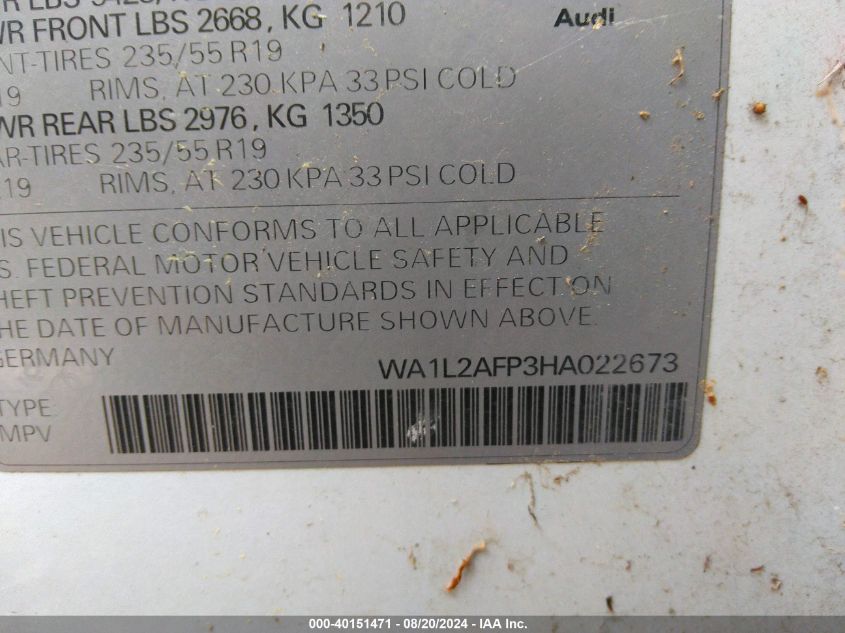 WR FRONT LBS 2668, KG 1210
Audi
NT-TIRES 235/55 R19
19 RIMS, AT 230 KPA 33 PSI COLD
WR REAR LBS 2976, KG 1350
AR-TIRES 235/55 R19
19 RIMS, AT 230 KPA 33 PSI COLD
IS VEHICLE CONFORMS TO ALL APPLICABLE
S. FEDERAL MOTOR VEHICLE SAFETY AND
HEFT PREVENTION STANDARDS IN EFFECT ON
HE DATE OF MANUFACTURE SHOWN ABOVE.
GERMANY
WA1L2AFP3HA022673
TYPE
MPV
000-40151471 - 08/20/2024 - IAA Inc.